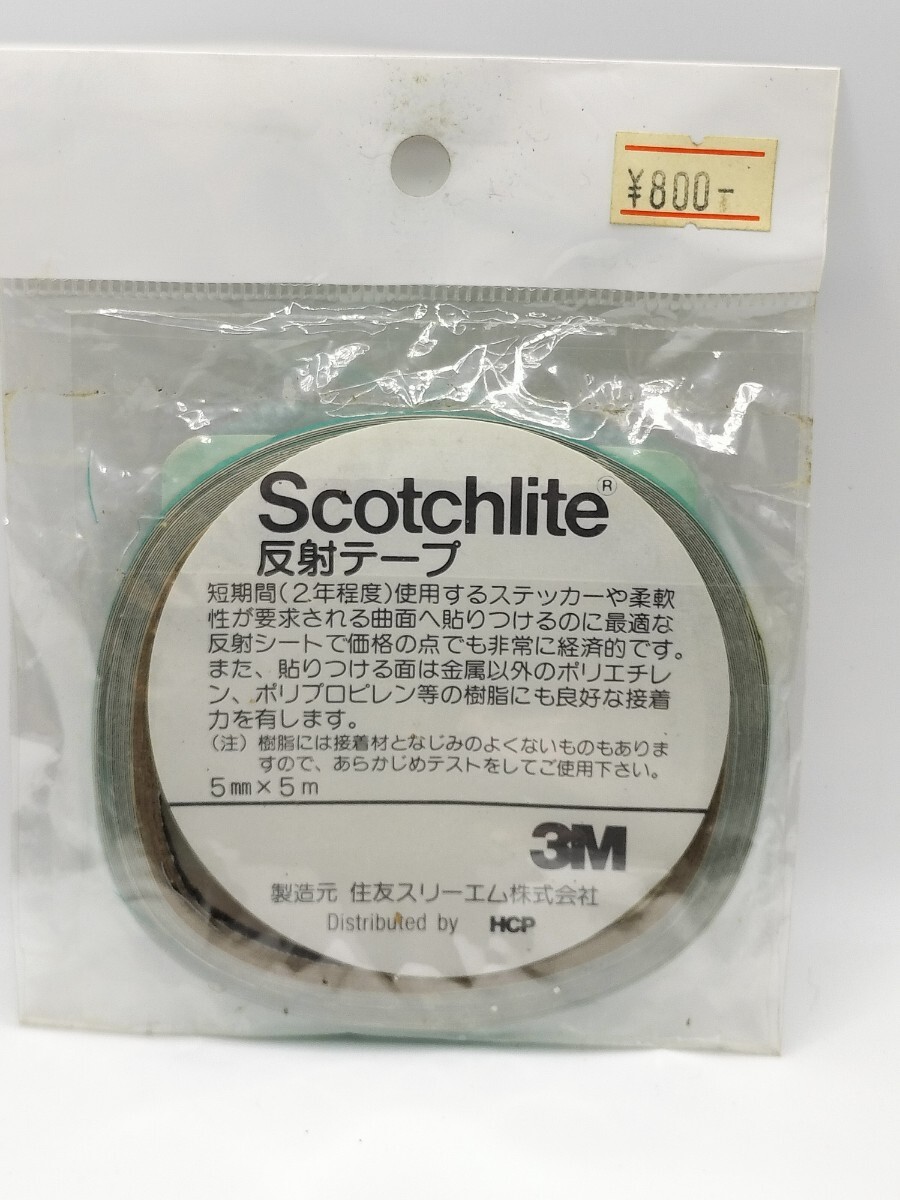 ¥800-
Scotchlite®
反射テープ
短期間(2年程度)使用するステッカーや柔軟
性が要求される曲面へ貼りつけるのに最適な
反射シートで価格の点でも非常に経済的です。
また、貼りつける面は金属以外のポリエチレ
ン、ポリプロピレン等の樹脂にも良好な接着
力を有します。
(注) 樹脂には接着材となじみのよくないものもありま
すので、あらかじめテストをしてご使用下さい。
5mm×5m
3M
製造元 住友スリーエム株式会社
Distributed by HCP